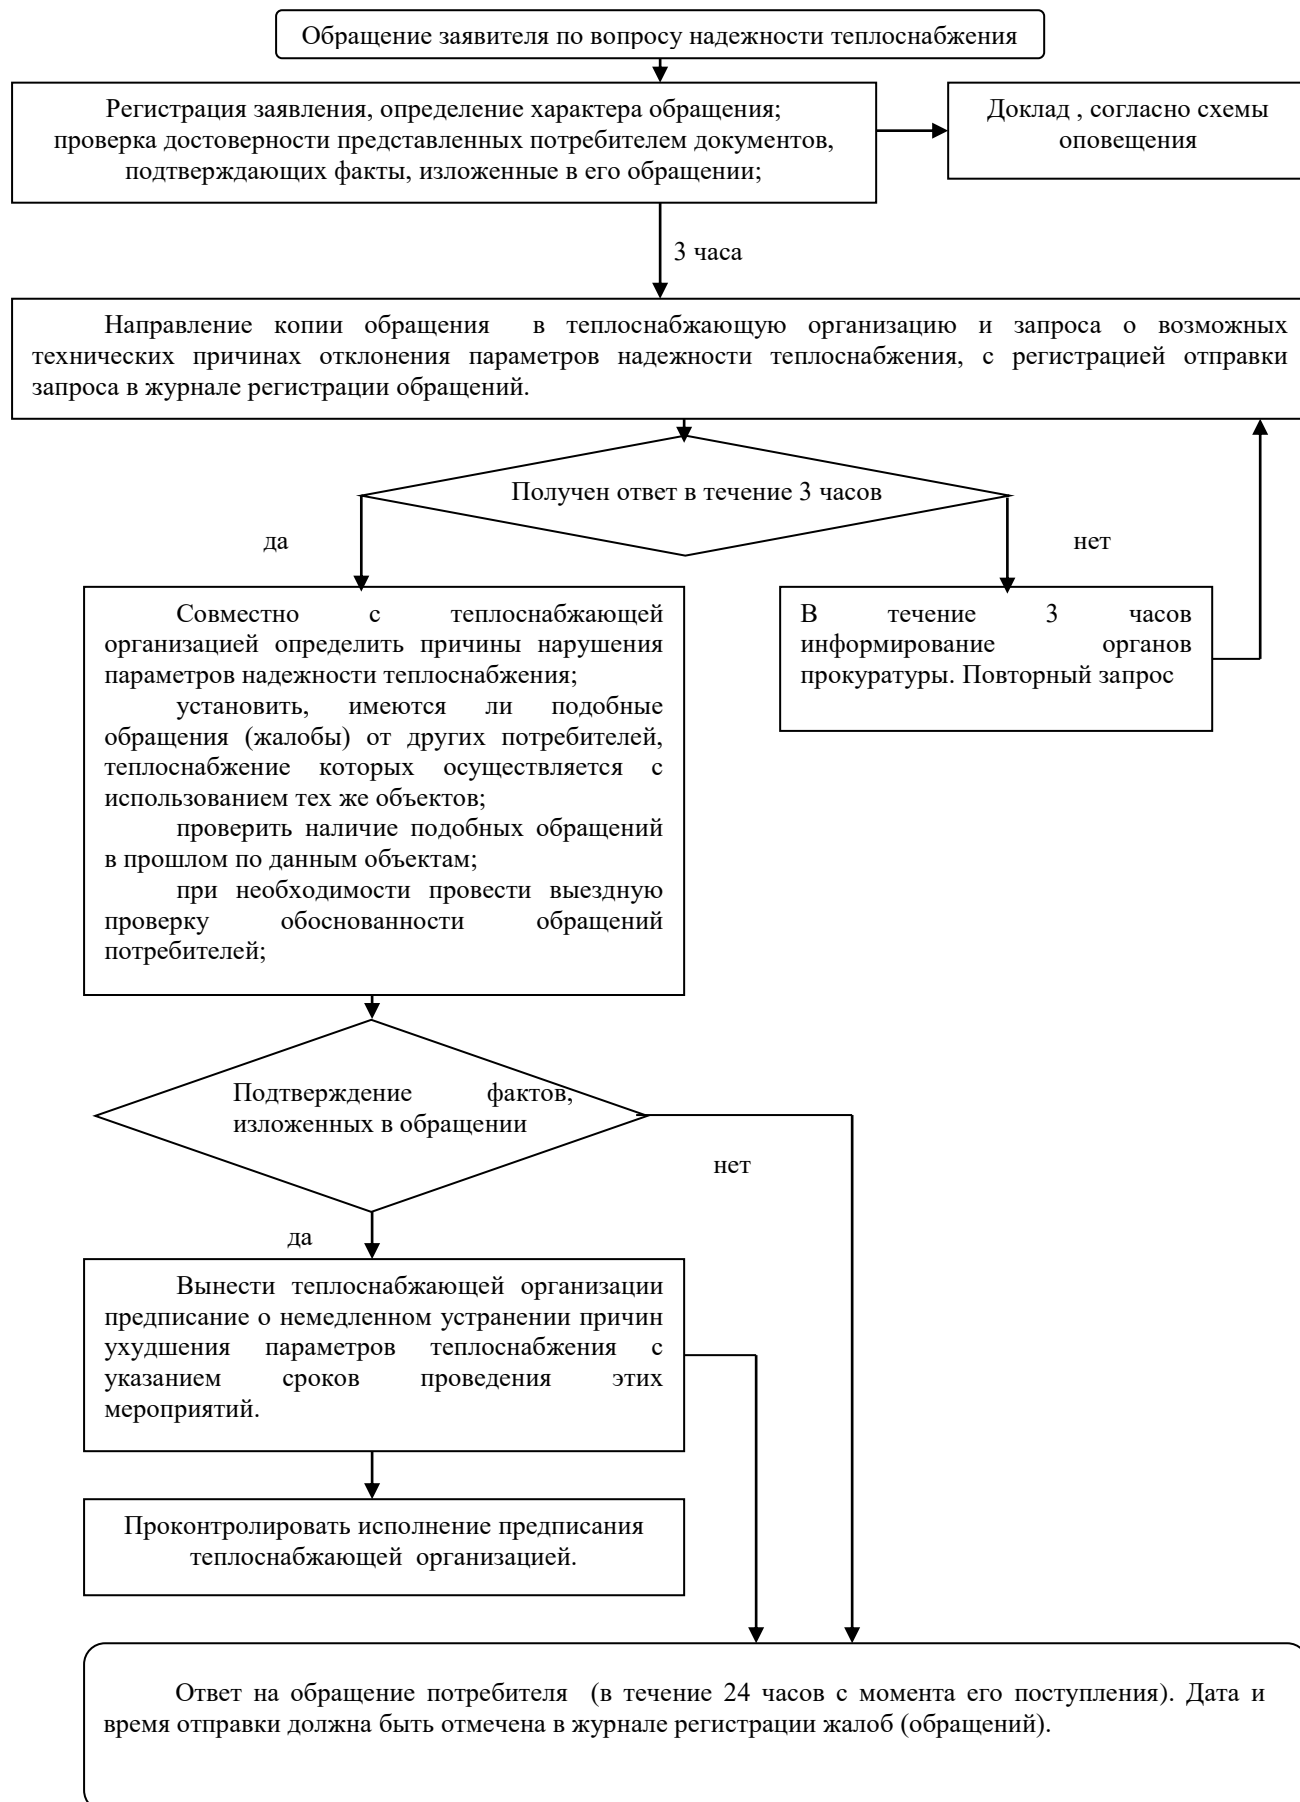 Обращение заявителя по вопросу надежности теплоснабжения
Регистрация заявления, определение характера обращения;
проверка достоверности представленных потребителем документов,
подтверждающих факты, изложенные в его обращении;
Доклад , согласно схемы
оповещения
3 часа
Направление копии обращения в теплоснабжающую организацию и запроса о возможных
технических причинах отклонения параметров надежности теплоснабжения, с регистрацией отправки
запроса в журнале регистрации обращений.
Получен ответ в течение 3 часов
да
нет
Совместно с теплоснабжающей
организацией определить причины нарушения
параметров надежности теплоснабжения;
установить, имеются ли подобные
обращения (жалобы) от других потребителей,
теплоснабжение которых осуществляется с
использованием тех же объектов;
проверить наличие подобных обращений
в прошлом по данным объектам;
при необходимости провести выездную
проверку обоснованности обращений
потребителей;
В течение 3 часов
информирование органов
прокуратуры. Повторный запрос
Подтверждение фактов,
изложенных в обращении
нет
да
Вынести теплоснабжающей организации
предписание о немедленном устранении причин
ухудшения параметров теплоснабжения с
указанием сроков проведения этих
мероприятий.
Проконтролировать исполнение предписания
теплоснабжающей организацией.
Ответ на обращение потребителя (в течение 24 часов с момента его поступления). Дата и
время отправки должна быть отмечена в журнале регистрации жалоб (обращений).